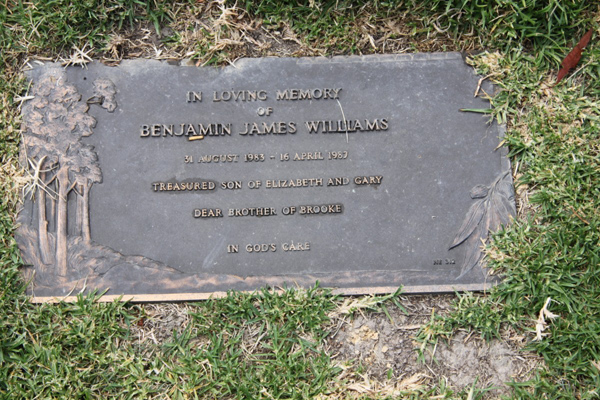 IN LOVING MEMORY
OF
BENJAMIN JAMES WILLIAMS
31 AUGUST 1983 - 16 APRIL
TREASURED SON OF ELIZABETH AND GARY
DEAR BROTHER OF BROOKE
IN GOD'S CARE